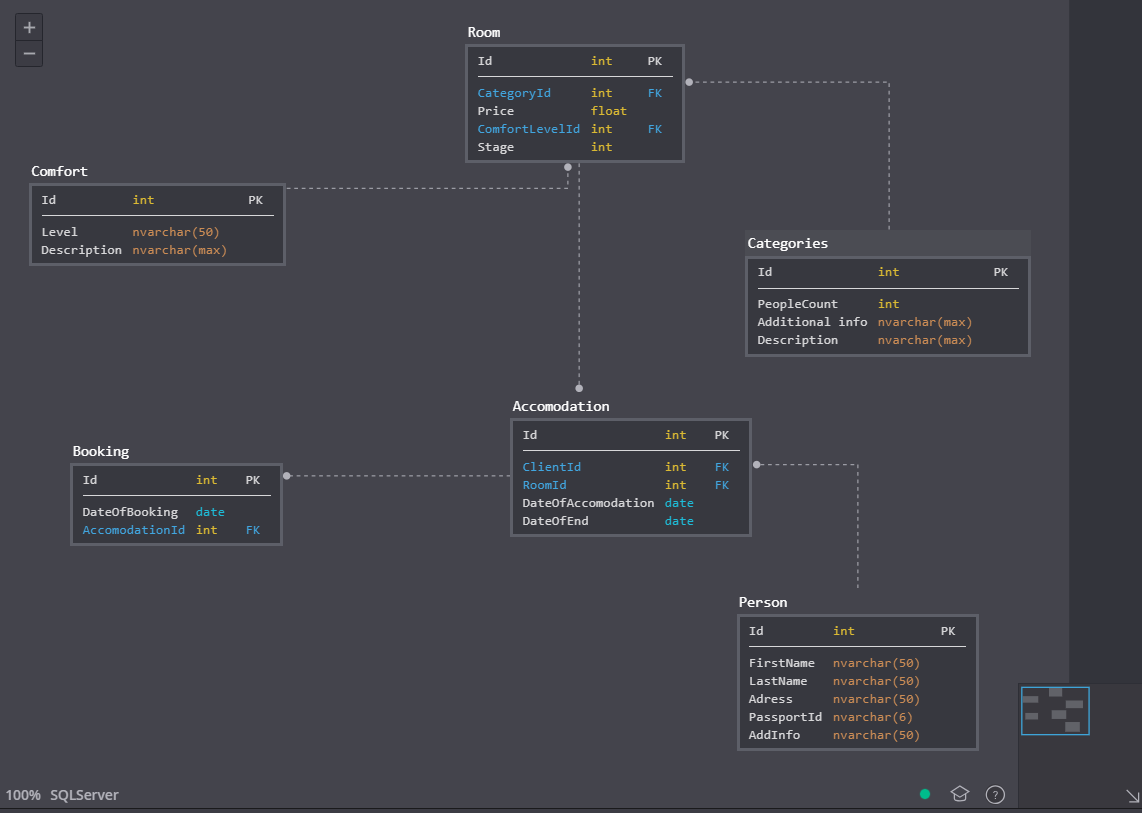 +
−
Room
Id int PK
CategoryId int FK
Price float
ComfortLevelId int FK
Stage int
Comfort
Id int PK
Level nvarchar(50)
Description nvarchar(max)
Categories
Id int PK
PeopleCount int
Additional info nvarchar(max)
Description nvarchar(max)
Accomodation
Id int PK
ClientId int FK
RoomId int FK
DateOfAccomodation date
DateOfEnd date
Booking
Id int PK
DateOfBooking date
AccomodationId int FK
Person
Id int PK
FirstName nvarchar(50)
LastName nvarchar(50)
Adress nvarchar(50)
PassportId nvarchar(6)
AddInfo nvarchar(50)
100% SQLServer
?